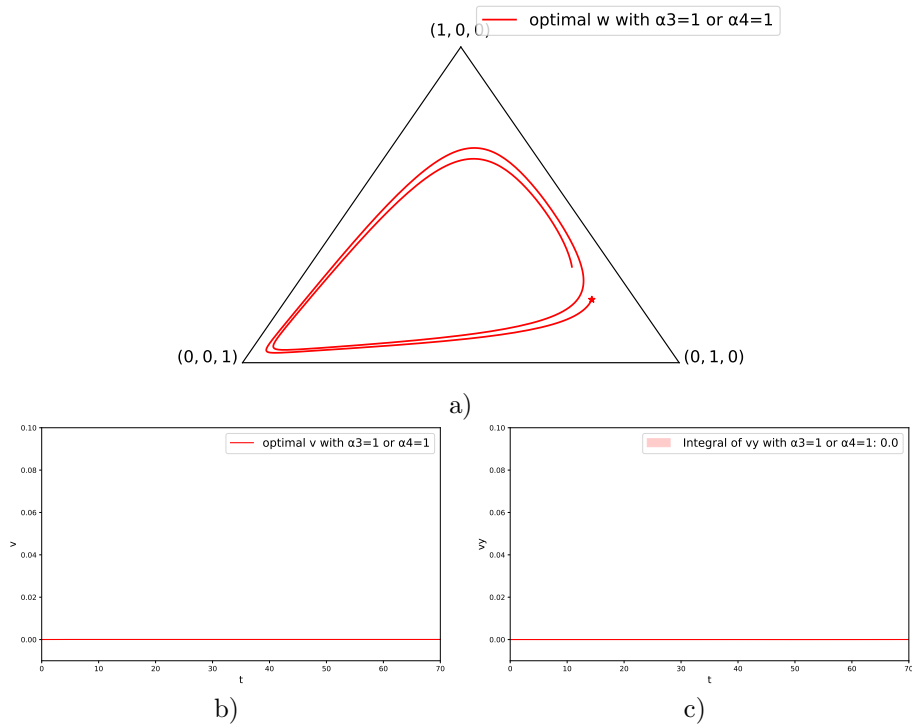 optimal w with α3=1 or α4=1
(1, 0, 0)
(0, 0, 1)
(0, 1, 0)
a)
0.10
0.08
0.06
0.04
0.02
0.00
v
0 10 20 30 40 50 60 70
t
optimal v with α3=1 or α4=1
b)
0.10
0.08
0.06
0.04
0.02
0.00
vy
0 10 20 30 40 50 60 70
t
Integral of vy with α3=1 or α4=1: 0.0
c)